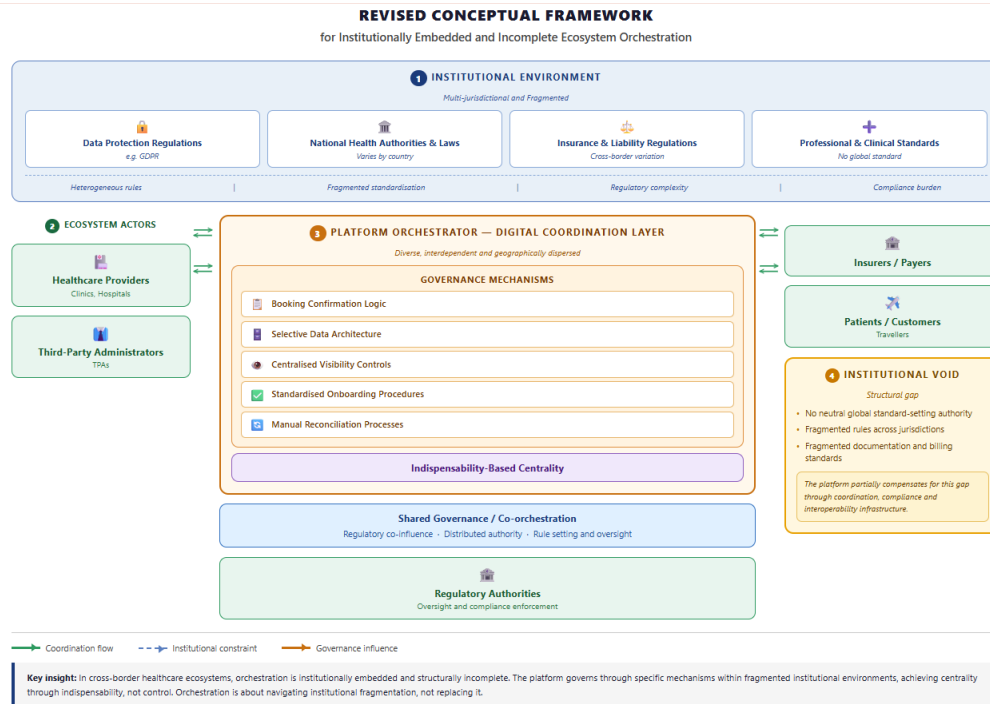 REVISED CONCEPTUAL FRAMEWORK
for Institutionally Embedded and Incomplete Ecosystem Orchestration
1 INSTITUTIONAL ENVIRONMENT
Multi-jurisdictional and Fragmented
Data Protection Regulations
e.g. GDPR
National Health Authorities & Laws
Varies by country
Insurance & Liability Regulations
Cross-border variation
Professional & Clinical Standards
No global standard
Heterogeneous rules | Fragmented standardisation | Regulatory complexity | Compliance burden
2 ECOSYSTEM ACTORS
Healthcare Providers
Clinics, Hospitals
Third-Party Administrators
TPAs
3 PLATFORM ORCHESTRATOR — DIGITAL COORDINATION LAYER
Diverse, interdependent and geographically dispersed
GOVERNANCE MECHANISMS
Booking Confirmation Logic
Selective Data Architecture
Centralised Visibility Controls
Standardised Onboarding Procedures
Manual Reconciliation Processes
Indispensability-Based Centrality
Shared Governance / Co-orchestration
Regulatory co-influence · Distributed authority · Rule setting and oversight
Regulatory Authorities
Oversight and compliance enforcement
Insurers / Payers
Patients / Customers
Travellers
4 INSTITUTIONAL VOID
Structural gap
• No neutral global standard-setting authority
• Fragmented rules across jurisdictions
• Fragmented documentation and billing
standards
The platform partially compensates for this gap
through coordination, compliance and
interoperability infrastructure.
Coordination flow
Institutional constraint
Governance influence
Key insight: In cross-border healthcare ecosystems, orchestration is institutionally embedded and structurally incomplete. The platform governs through specific mechanisms within fragmented institutional environments, achieving centrality
through indispensability, not control. Orchestration is about navigating institutional fragmentation, not replacing it.